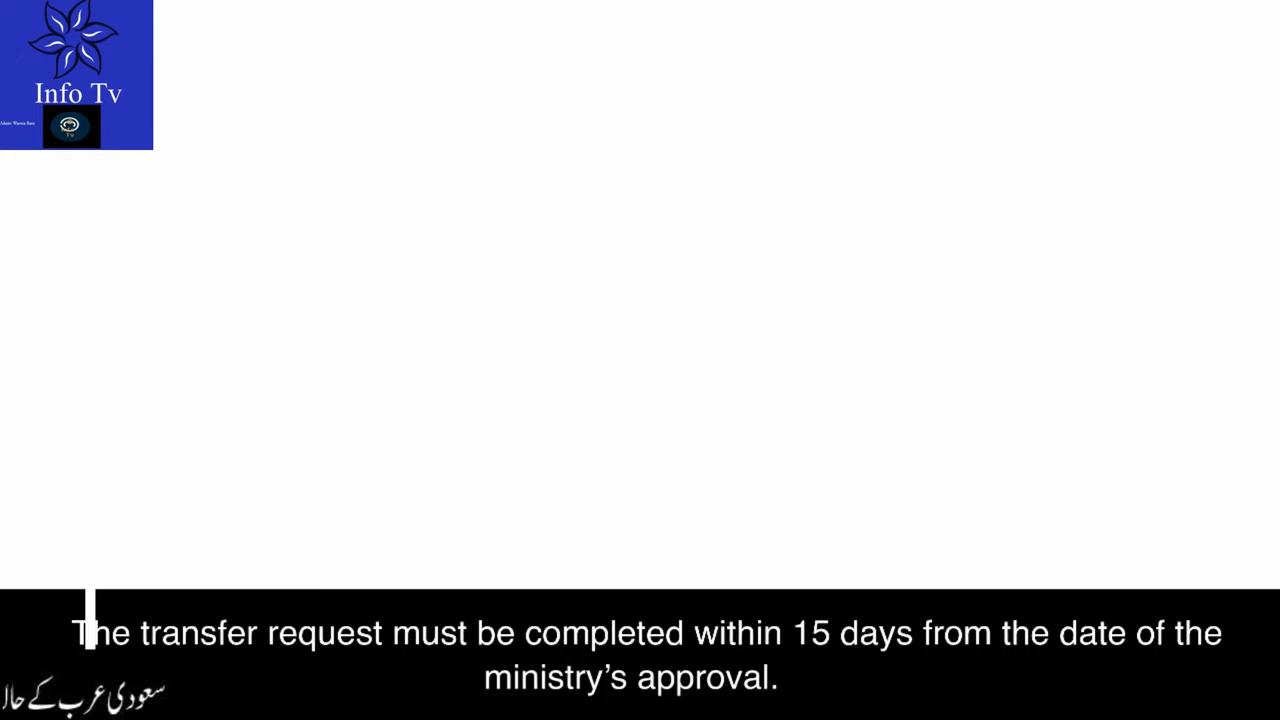 Info Tv
The transfer request must be completed within 15 days from the date of the
ministry's approval.
سعودی عرب کے حال